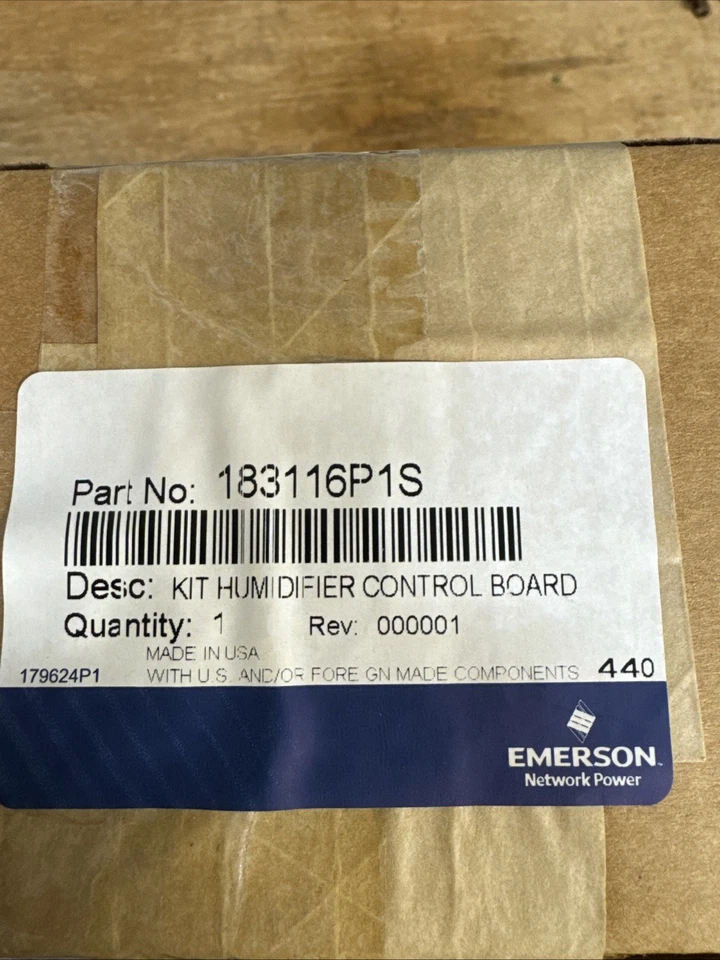 Part No: 183116P1S
Desc: KIT HUMIDIFIER CONTROL BOARD
Quantity: 1 Rev: 000001
MADE IN USA
179624P1 WITH U.S. AND/OR FOREIGN MADE COMPONENTS 440
EMERSON™
Network Power